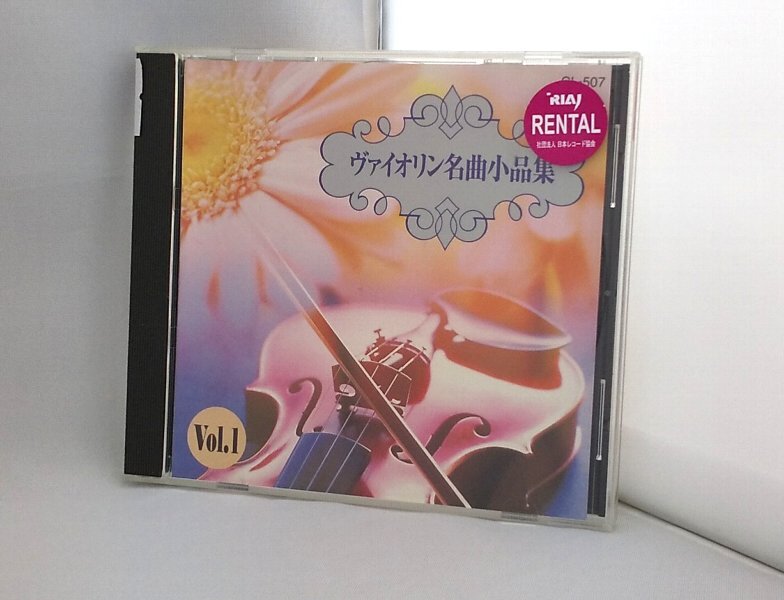 507
RIAJ
RENTAL
社団法人 日本レコード協会
ヴァイオリン名曲小品集
Vol.1